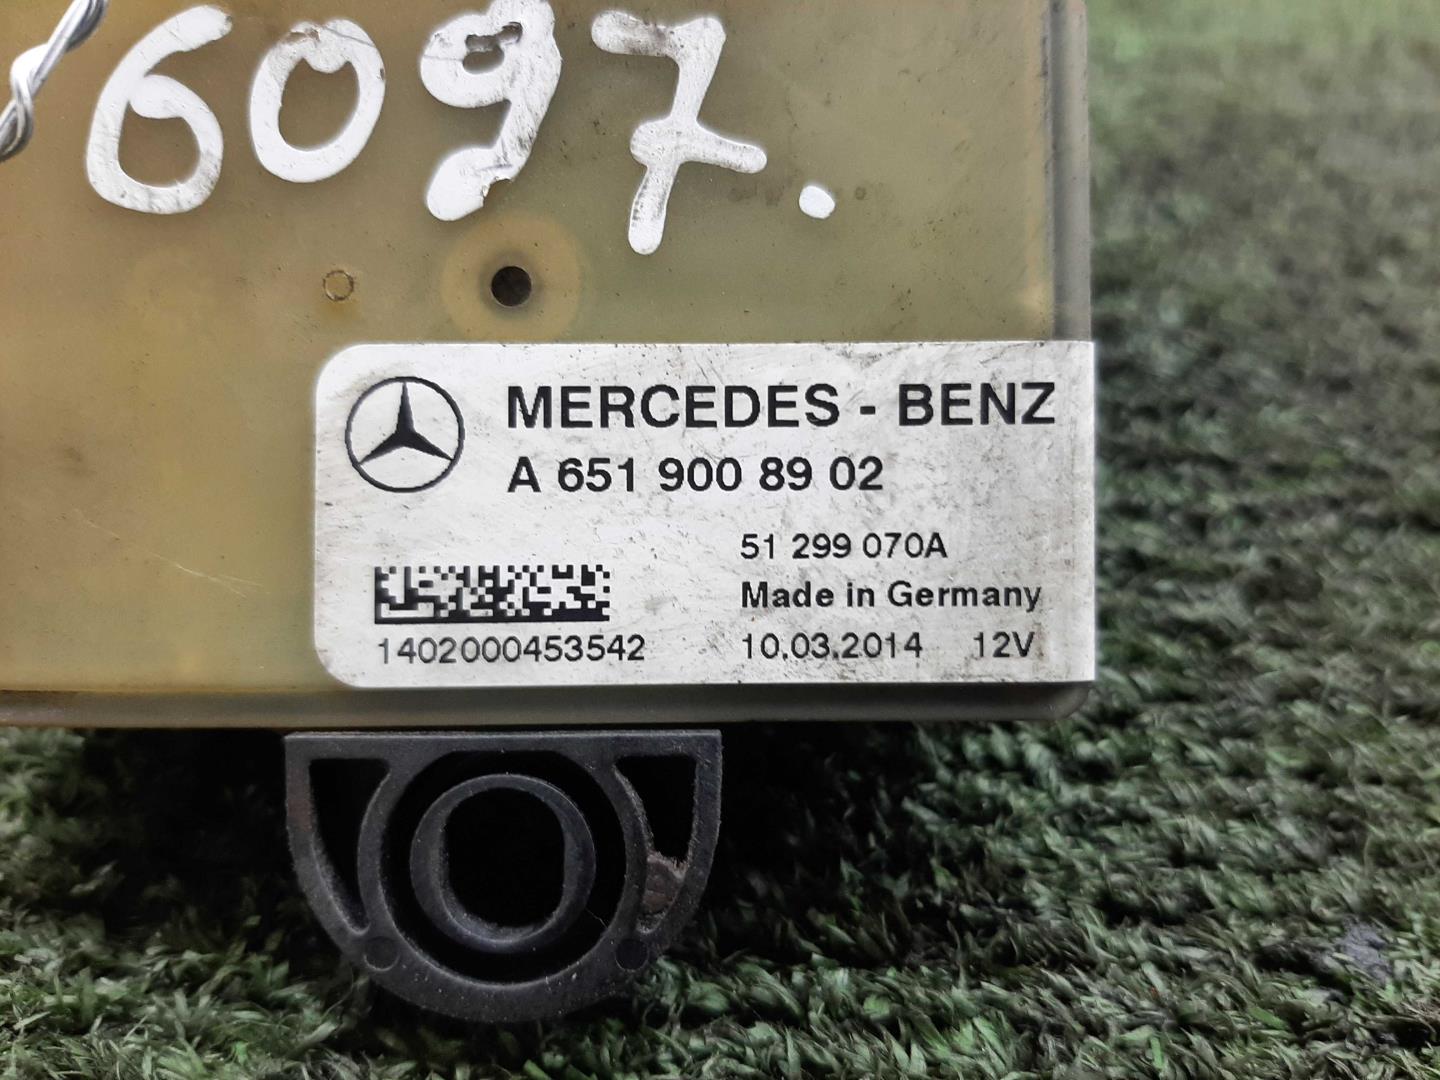 6097.
MERCEDES - BENZ
A 651 900 89 02
51 299 070A
Made in Germany
1402000453542
10.03.2014 12V